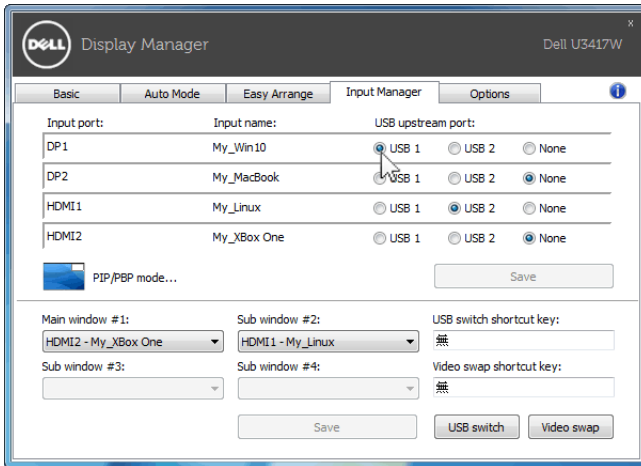 DELL Display Manager Dell U3417W x
Basic Auto Mode Easy Arrange Input Manager Options i
Input port: Input name: USB upstream port:
DP1 My_Win10 USB 1 USB 2 None
DP2 My_MacBook USB 1 USB 2 None
HDMI1 My_Linux USB 1 USB 2 None
HDMI2 My_XBox One USB 1 USB 2 None
PIP/PBP mode... Save
Main window #1: Sub window #2: USB switch shortcut key:
HDMI2 - My_XBox One HDMI1 - My_Linux 無
Sub window #3: Sub window #4: Video swap shortcut key:
無
Save USB switch Video swap